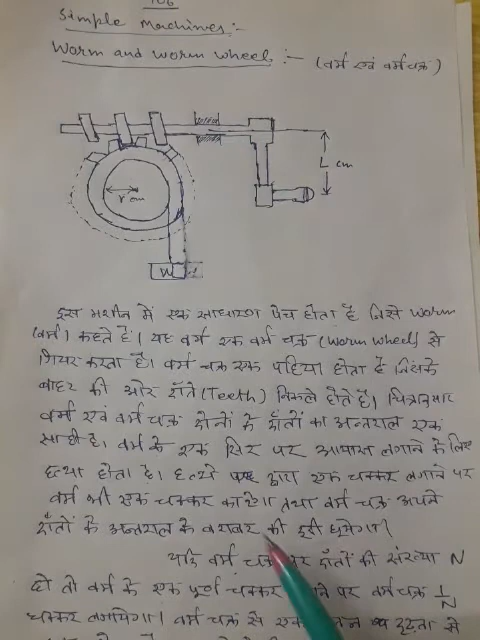 106
Simple Machines:-
Worm and worm wheel :- (वर्म एवं वर्म चक्र)
L cm
r cm
W
इस मशीन में एक साधारण पेच होता है जिसे worm
(वर्म) कहते हैं। यह वर्म एक वर्म चक्र (worm wheel) से
गियर करता है। वर्म चक्र एक पहिया होता है जिसके
बाहर की ओर दाँते (Teeth) निकले होते हैं। चित्रानुसार
वर्म एवं वर्म चक्र दोनों के दाँतों का अन्तराल एक
सा ही है। वर्म के एक सिरे पर आयास लगाने के लिए
हत्था होता है। हत्थे द्वारा एक चक्कर लगाने पर
वर्म भी एक चक्कर काटेगा तथा वर्म चक्र अपने
दाँतों के अन्तराल के बराबर की दूरी घूमेगा।
यदि वर्म चक्र पर दाँतों की संख्या N
हो तो वर्म के एक पूर्ण चक्कर पर वर्म चक्र 1/N
चक्कर लगायेगा। वर्म चक्र से एक दृढ़ता से